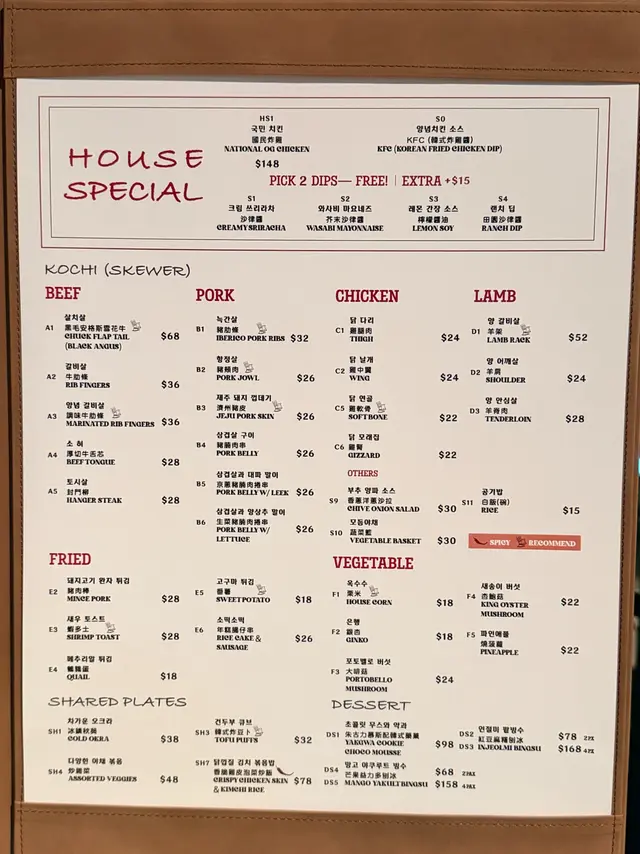 HOUSE
SPECIAL
HS1
국민 치킨
國民炸雞
NATIONAL OG CHICKEN
$148
S0
양념치킨 소스
KFC (韓式炸雞醬)
KFC (KOREAN FRIED CHICKEN DIP)
PICK 2 DIPS— FREE! | EXTRA +$15
S1
크림 쓰리라차
沙律醬
CREAMY SRIRACHA
S2
와사비 마요네즈
芥末沙律醬
WASABI MAYONNAISE
S3
레몬 간장 소스
檸檬醬油
LEMON SOY
S4
랜치 딥
田園沙律醬
RANCH DIP
KOCHI (SKEWER)
BEEF
살치살
A1 黑毛安格斯雪花牛
CHUCK FLAP TAIL $68
(BLACK ANGUS)
갈비살
A2 牛肋條
RIB FINGERS $36
양념 갈비살
A3 調味牛肋條
MARINATED RIB FINGERS $36
소 혀
A4 厚切牛舌芯
BEEF TONGUE $28
토시살
A5 封門柳
HANGER STEAK $28
PORK
늑간살
B1 豬肋條
IBERICO PORK RIBS $32
항정살
B2 豬頰肉
PORK JOWL $26
제주 돼지 껍데기
B3 濟州豬皮
JEJU PORK SKIN $26
삼겹살 구이
B4 豬腩肉串
PORK BELLY $26
삼겹살과 대파 말이
B5 京蔥豬腩肉捲串
PORK BELLY W/ LEEK $26
삼겹살과 양상추 말이
B6 生菜豬腩肉捲串
PORK BELLY W/ $26
LETTUCE
CHICKEN
닭 다리
C1 雞腿肉
THIGH $24
닭 날개
C2 雞中翼
WING $24
닭 연골
C5 雞軟骨
SOFT BONE $22
닭 모래집
C6 雞腎
GIZZARD $22
OTHERS
부추 양파 소스
S9 香蔥洋蔥沙拉
CHIVE ONION SALAD $30
모둠야채
S10 蔬菜籃
VEGETABLE BASKET $30
LAMB
양 갈비살
D1 羊架
LAMB RACK $52
양 어깨살
D2 羊肩
SHOULDER $24
양 안심살
D3 羊脊肉
TENDERLOIN $28
공기밥
S11 白飯(碗)
RICE $15
SPICY RECOMMEND
FRIED
돼지고기 완자 튀김
E2 豬肉棒
MINCE PORK $28
새우 토스트
E3 蝦多士
SHRIMP TOAST $28
메추리알 튀김
E4 鵪鶉蛋
QUAIL $18
고구마 튀김
E5 番薯
SWEET POTATO $18
소떡소떡
E6 年糕腸仔串
RICE CAKE & $26
SAUSAGE
VEGETABLE
옥수수
F1 粟米
HOUSE CORN $18
은행
F2 銀杏
GINKO $18
포토벨로 버섯
F3 大啡菇
PORTOBELLO $24
MUSHROOM
새송이 버섯
F4 杏鮑菇
KING OYSTER $22
MUSHROOM
F5 파인애플
燒菠蘿
PINEAPPLE $22
SHARED PLATES
차가운 오크라
SH1 冰鎮秋葵
COLD OKRA $38
다양한 야채 볶음
SH4 炒雜菜
ASSORTED VEGGIES $48
건두부 큐브
SH3 韓式炸豆卜
TOFU PUFFS $32
SH7 닭껍질 김치 볶음밥
香脆雞皮泡菜炒飯
CRISPY CHICKEN SKIN $78
& KIMCHI RICE
DESSERT
초콜릿 무스와 약과
DS1 朱古力慕斯配韓式藥菓
YAKGWA COOKIE $98
CHOCO MOUSSE
DS2 인절미 팥빙수 $78 2PX
紅豆麻糬刨冰
DS3 INJEOLMI BINGSU $168 4PX
DS4 망고 야쿠루트 빙수 $68 2PAX
芒果益力多刨冰
DS5 MANGO YAKULT BINGSU $158 4PAX